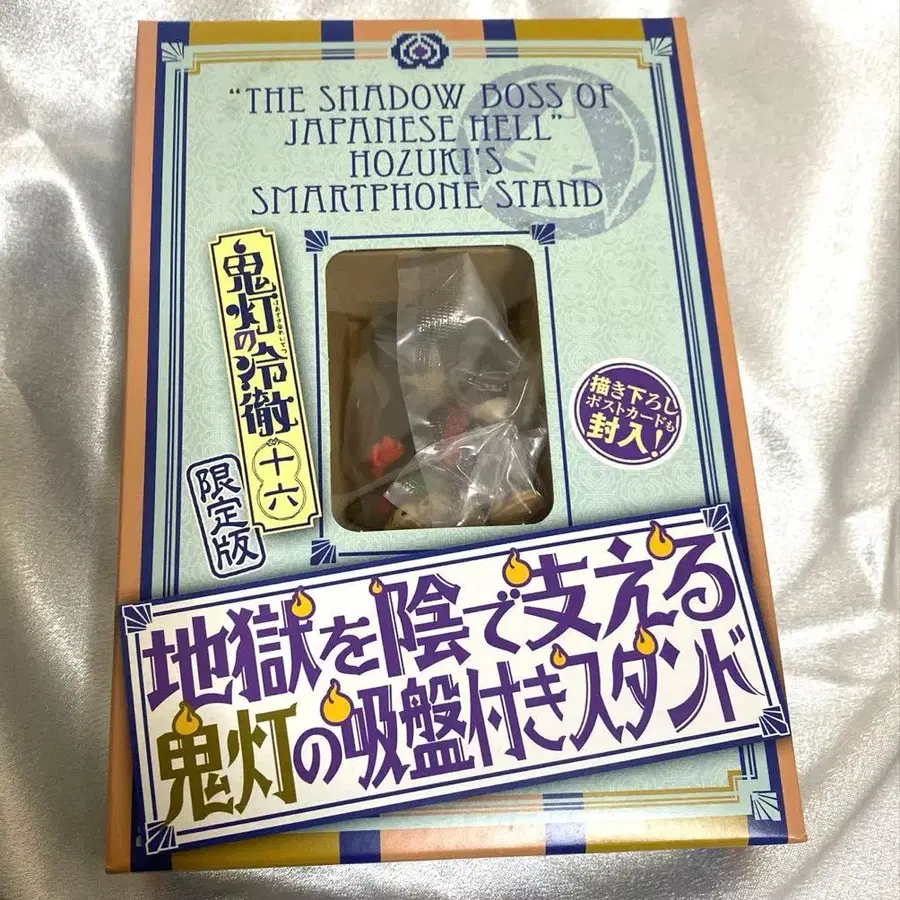 "THE SHADOW BOSS OF
JAPANESE HELL"
HOZUKI'S
SMARTPHONE STAND
鬼灯の冷徹
十六
限定版
描き下ろし
ポストカードも
封入!
地獄を陰で支える
鬼灯の吸盤付きスタンド